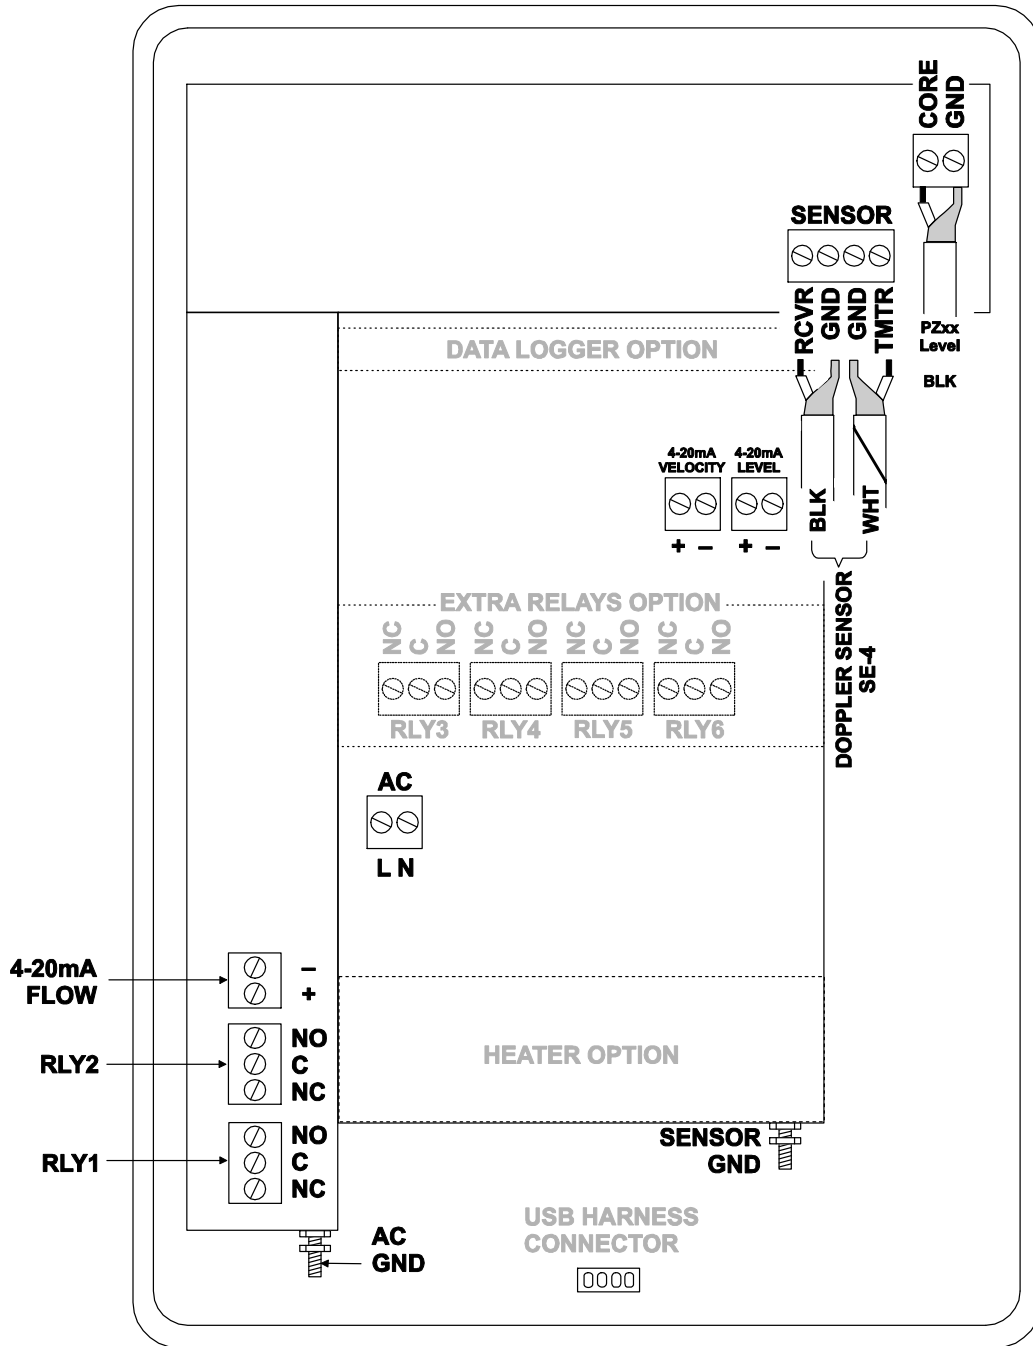 CORE
GND
SENSOR
RCVR
GND
GND
TMTR
PZxx
Level
BLK
DATA LOGGER OPTION
4-20mA
VELOCITY
4-20mA
LEVEL
+ –
+ –
BLK
WHT
DOPPLER SENSOR
SE-4
EXTRA RELAYS OPTION
NC C NO
NC C NO
NC C NO
NC C NO
RLY3
RLY4
RLY5
RLY6
AC
L N
4-20mA
FLOW
–
+
RLY2
NO
C
NC
HEATER OPTION
RLY1
NO
C
NC
SENSOR
GND
AC
GND
USB HARNESS
CONNECTOR